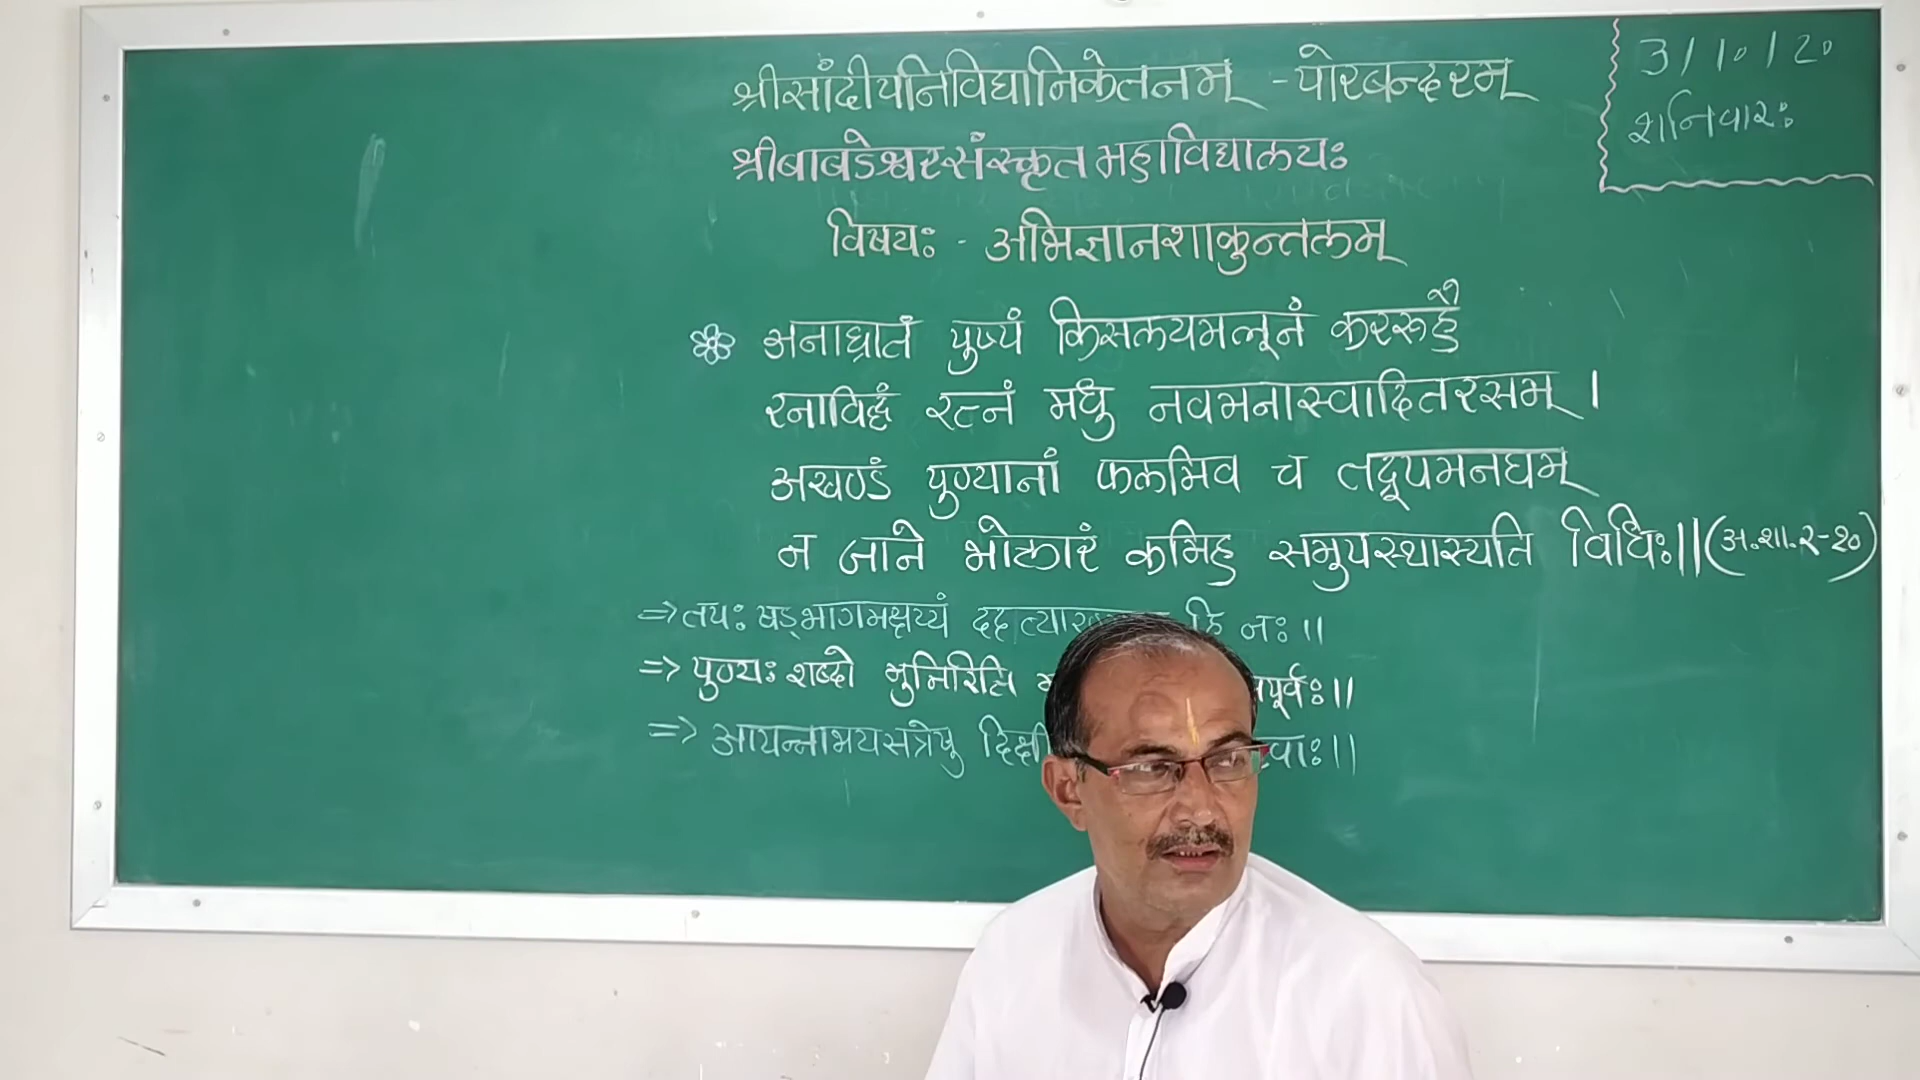 श्रीसांदीपनिविद्यानिकेतनम् - पोरबन्दरम्
3/10/20
शनिवारः
श्रीबाबडेश्वरसंस्कृतमहाविद्यालयः
विषयः - अभिज्ञानशाकुन्तलम्
अनाघ्रातं पुष्पं किसलयमलूनं कररुहै
रनाविद्धं रत्नं मधु नवमनास्वादितरसम् ।
अखण्डं पुण्यानां फलमिव च तद्रूपमनघम्
न जाने भोक्तारं कमिह समुपस्थास्यति विधिः॥ (अ.शा.२-१०)
⇒ तपः षड्भागमक्षय्यं हि नः॥
⇒ पुण्यः शब्दो मुनिरिति पूर्वः॥
⇒ आपन्नाभयसत्रेषु